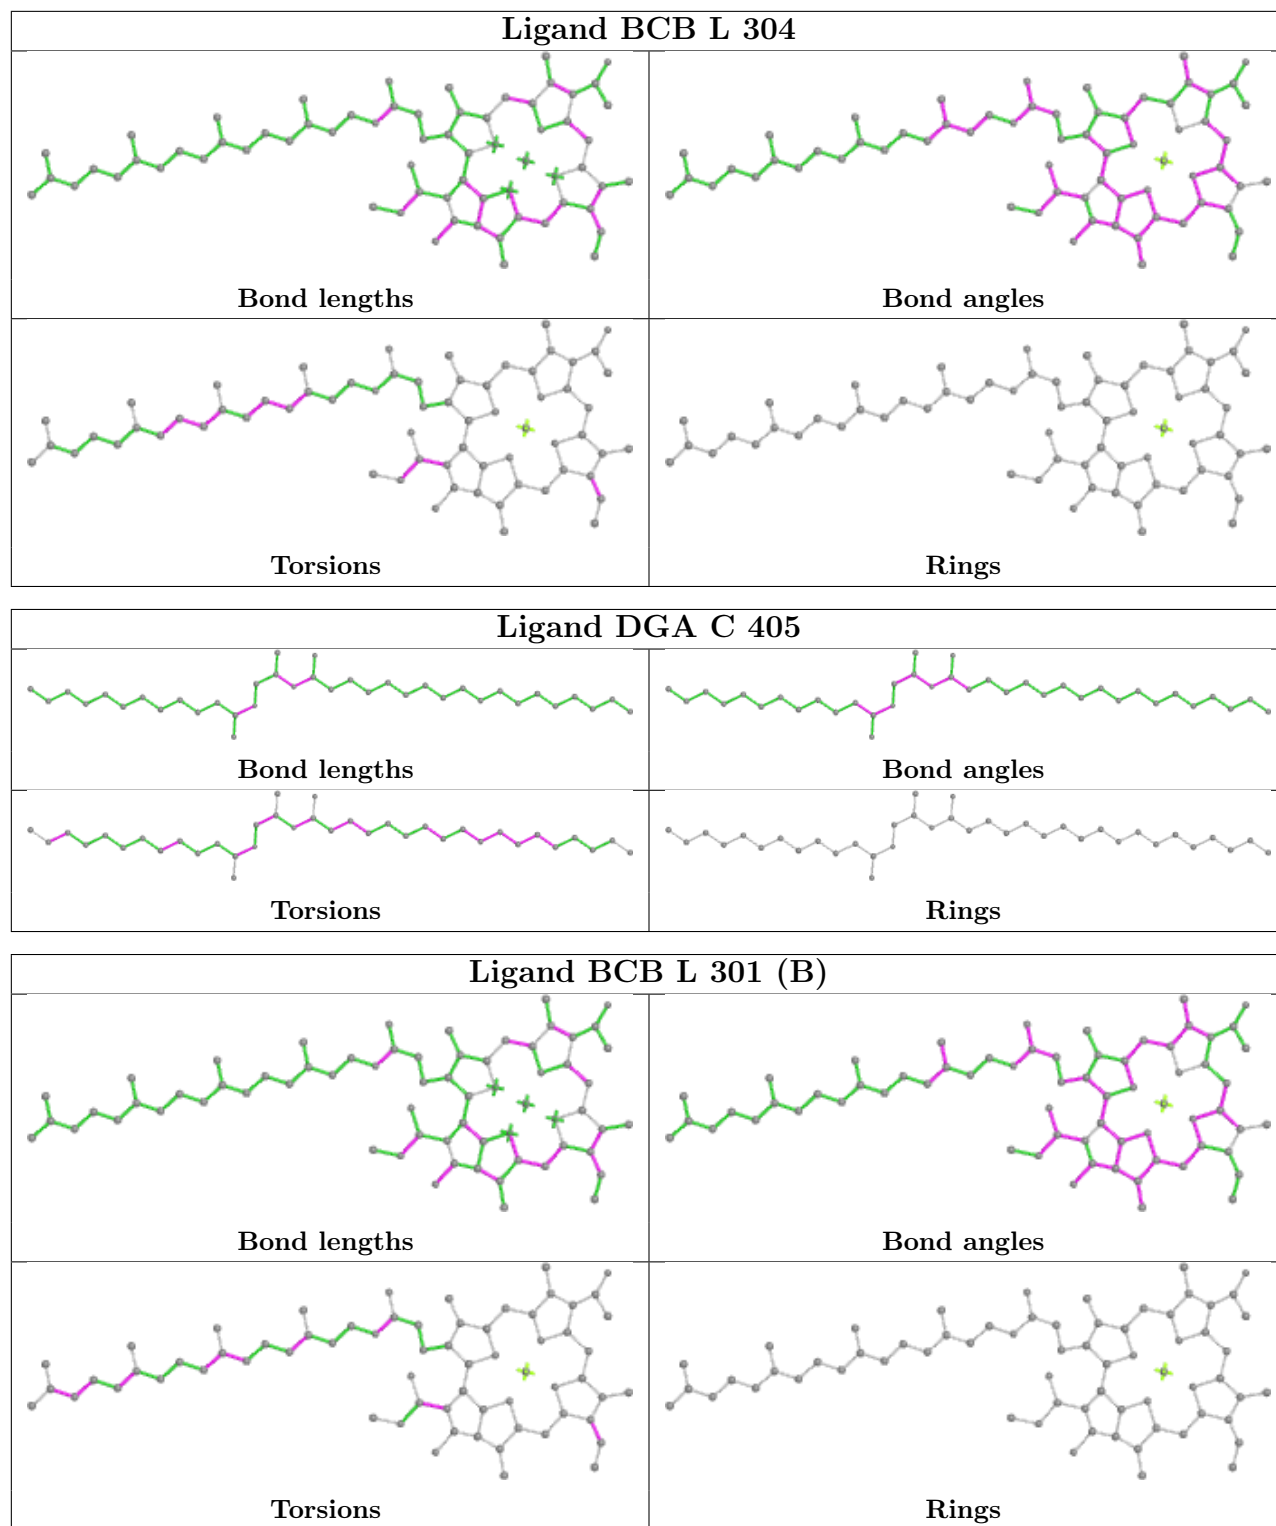 Ligand BCB L 304
Bond lengths
Bond angles
Torsions
Rings
Ligand DGA C 405
Bond lengths
Bond angles
Torsions
Rings
Ligand BCB L 301 (B)
Bond lengths
Bond angles
Torsions
Rings